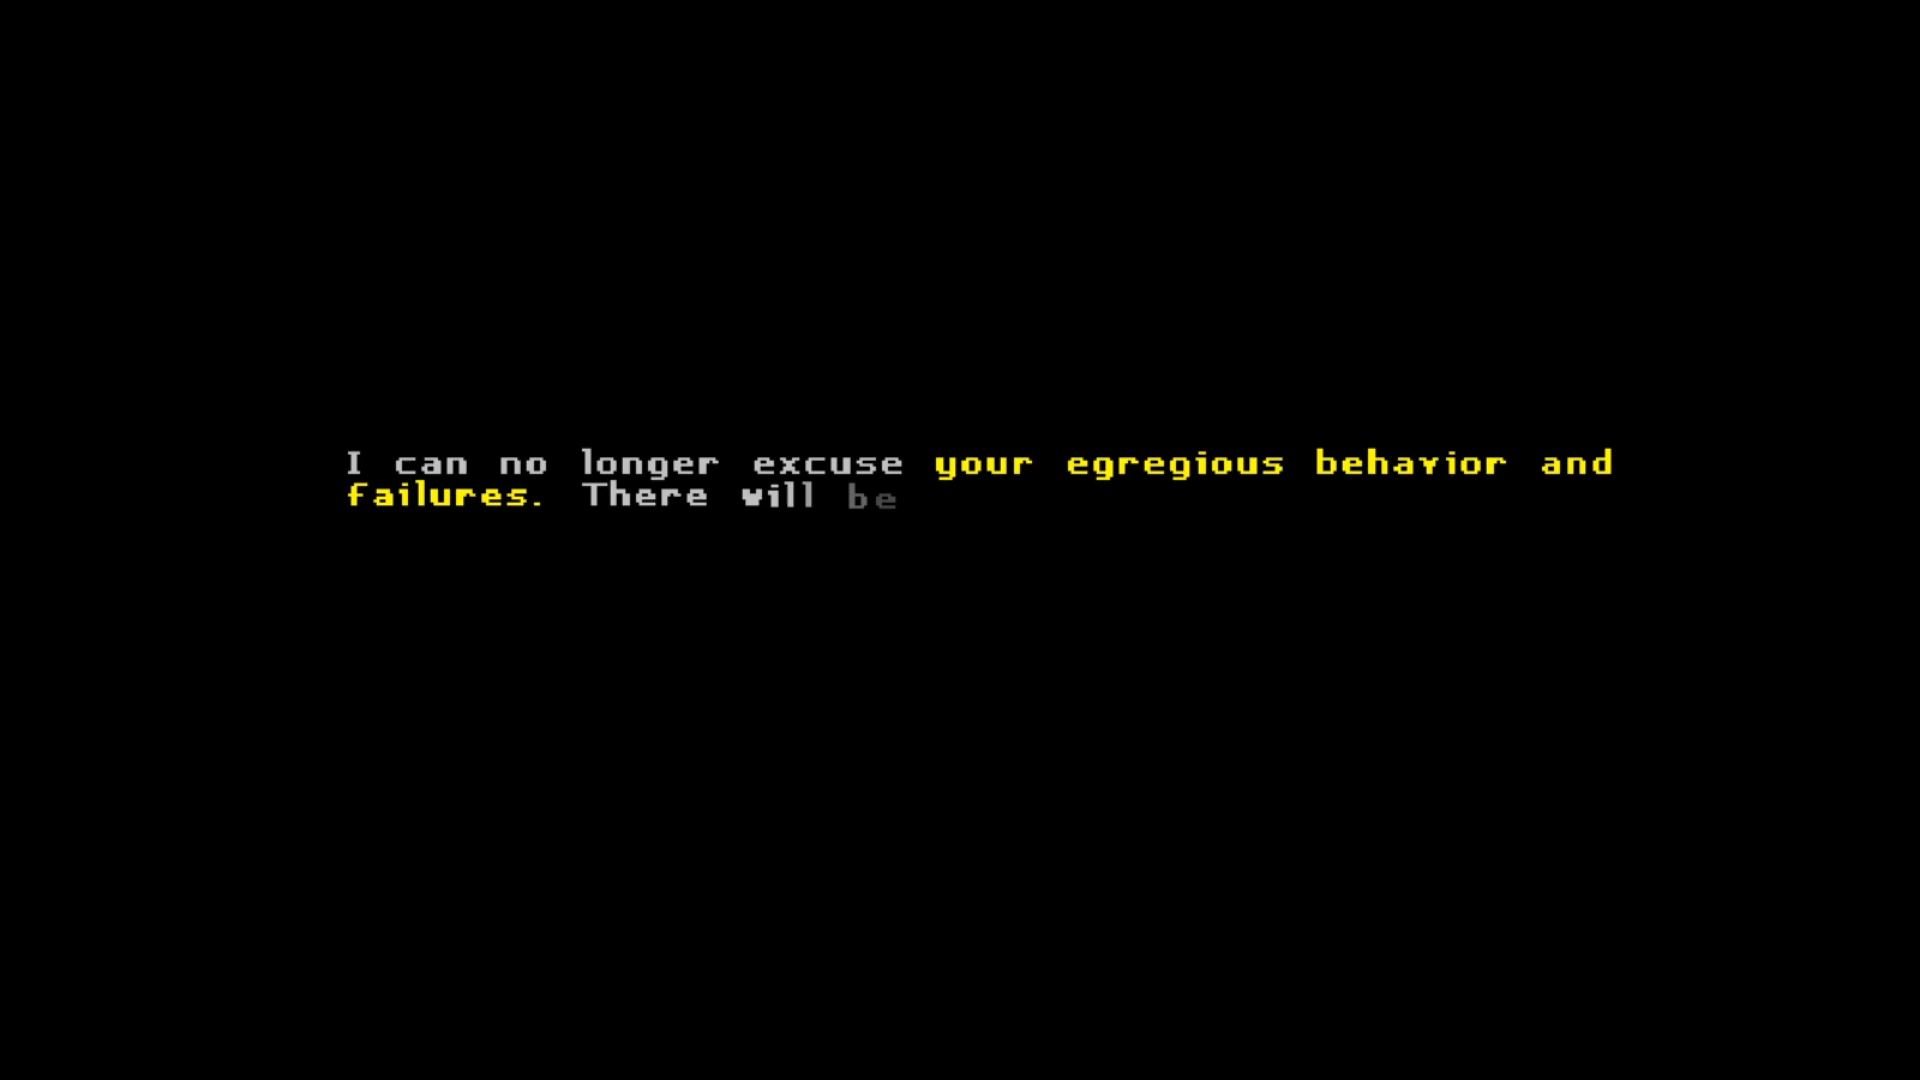 I can no longer excuse your egregious behavior and
failures. There will be